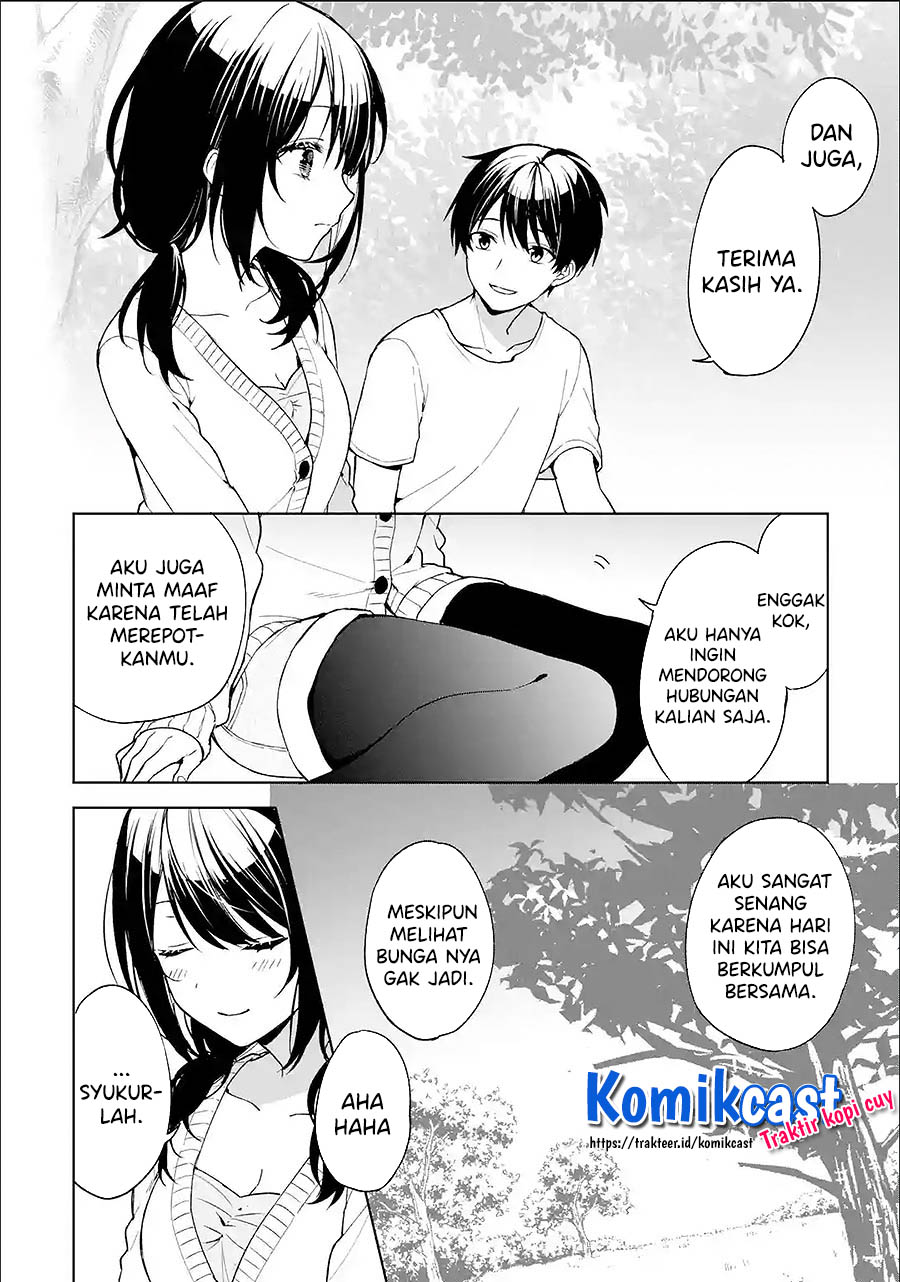 DAN
JUGA,
TERIMA
KASIH YA.
ENGGAK
KOK,
AKU HANYA
INGIN
MENDORONG
HUBUNGAN
KALIAN SAJA.
AKU JUGA
MINTA MAAF
KARENA TELAH
MEREPOT-
KANMU.
AKU SANGAT
SENANG
KARENA HARI
INI KITA BISA
BERKUMPUL
BERSAMA.
MESKIPUN
MELIHAT
BUNGA NYA
GAK JADI.
AHA
HAHA
...
SYUKUR-
LAH.
Komikcast
https://trakteer.id/komikcast
Traktir kopi cuy